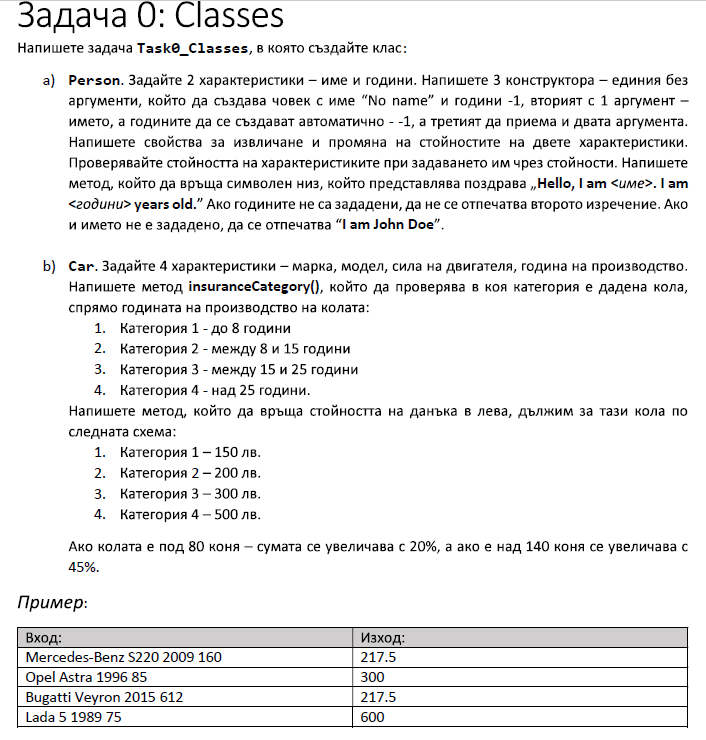 Задача 0: Classes
Напишете задача Task0_Classes, в която създайте клас:
a) Person. Задайте 2 характеристики – име и години. Напишете 3 конструктора – единия без
аргументи, който да създава човек с име “No name” и години -1, вторият с 1 аргумент –
името, а годините да се създават автоматично - -1, а третият да приема и двата аргумента.
Напишете свойства за извличане и промяна на стойностите на двете характеристики.
Проверявайте стойността на характеристиките при задаването им чрез стойности. Напишете
метод, който да връща символен низ, който представлява поздрава „Hello, I am <име>. I am
<години> years old.” Ако годините не са зададени, да не се отпечатва второто изречение. Ако
и името не е зададено, да се отпечатва “I am John Doe”.
b) Car. Задайте 4 характеристики – марка, модел, сила на двигателя, година на производство.
Напишете метод insuranceCategory(), който да проверява в коя категория е дадена кола,
спрямо годината на производство на колата:
1. Категория 1 - до 8 години
2. Категория 2 - между 8 и 15 години
3. Категория 3 - между 15 и 25 години
4. Категория 4 - над 25 години.
Напишете метод, който да връща стойността на данъка в лева, дължим за тази кола по
следната схема:
1. Категория 1 – 150 лв.
2. Категория 2 – 200 лв.
3. Категория 3 – 300 лв.
4. Категория 4 – 500 лв.
Ако колата е под 80 коня – сумата се увеличава с 20%, а ако е над 140 коня се увеличава с
45%.
Пример:
Вход: Изход:
Mercedes-Benz S220 2009 160 217.5
Opel Astra 1996 85 300
Bugatti Veyron 2015 612 217.5
Lada 5 1989 75 600